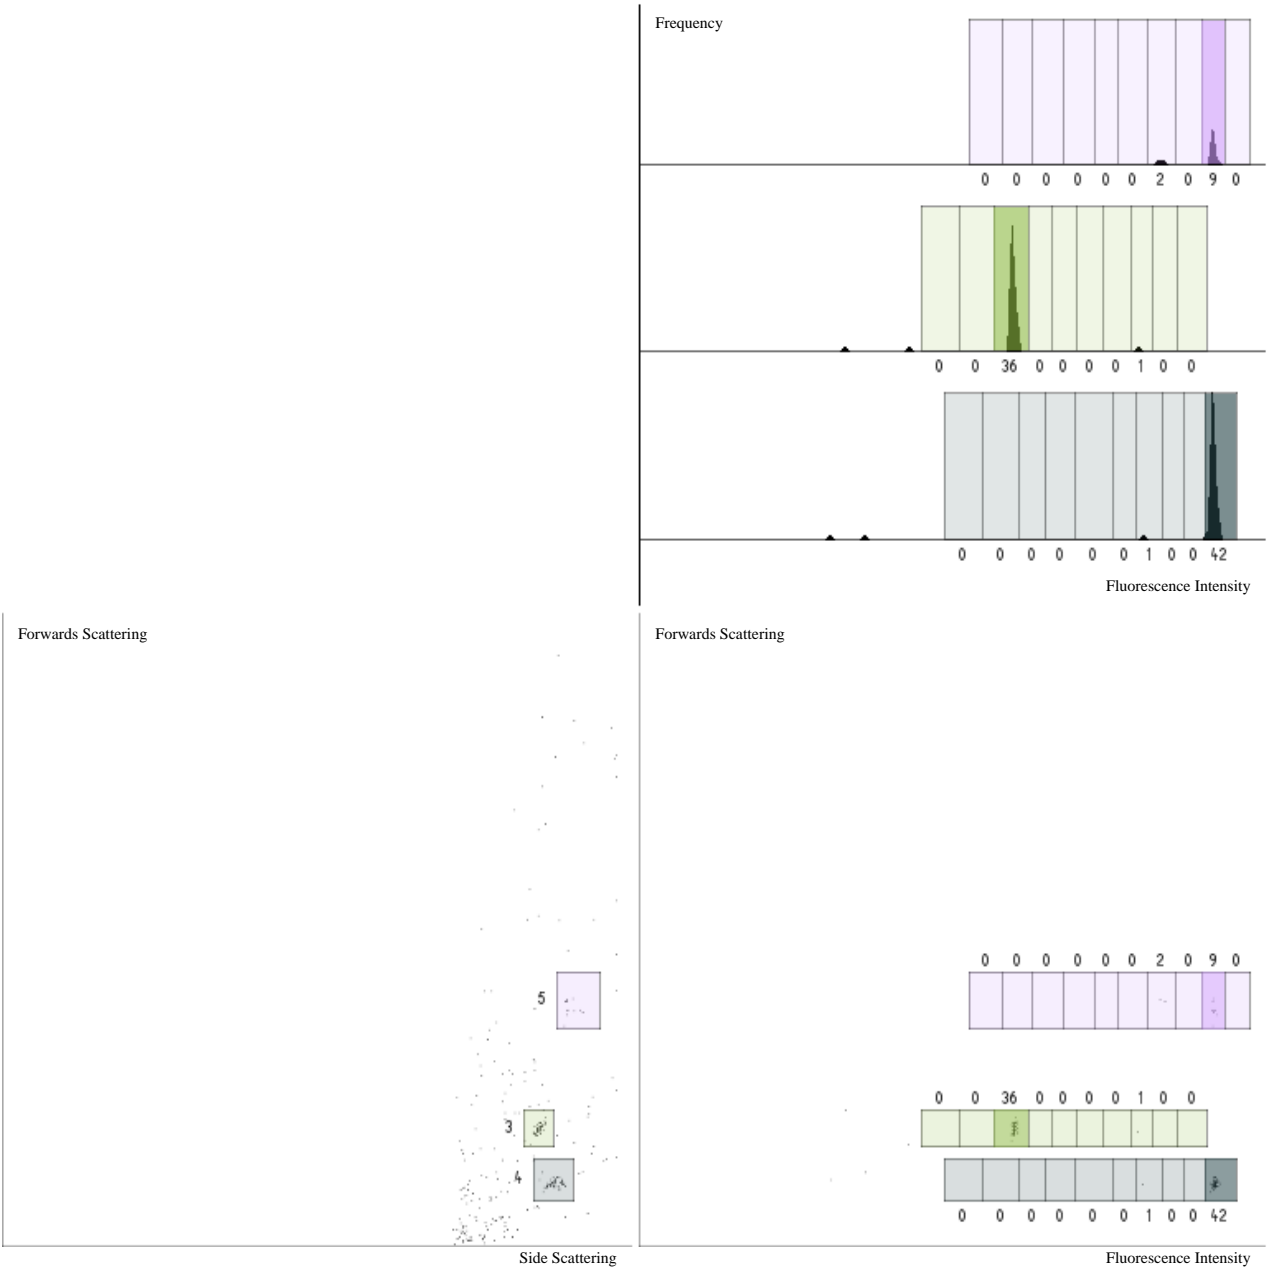 Frequency
0 0 0 0 0 0 2 0 9 0
0 0 36 0 0 0 0 1 0 0
0 0 0 0 0 0 1 0 0 42
Fluorescence Intensity
Forwards Scattering
5
3
4
Side Scattering
Forwards Scattering
0 0 0 0 0 0 2 0 9 0
0 0 36 0 0 0 0 1 0 0
0 0 0 0 0 0 1 0 0 42
Fluorescence Intensity